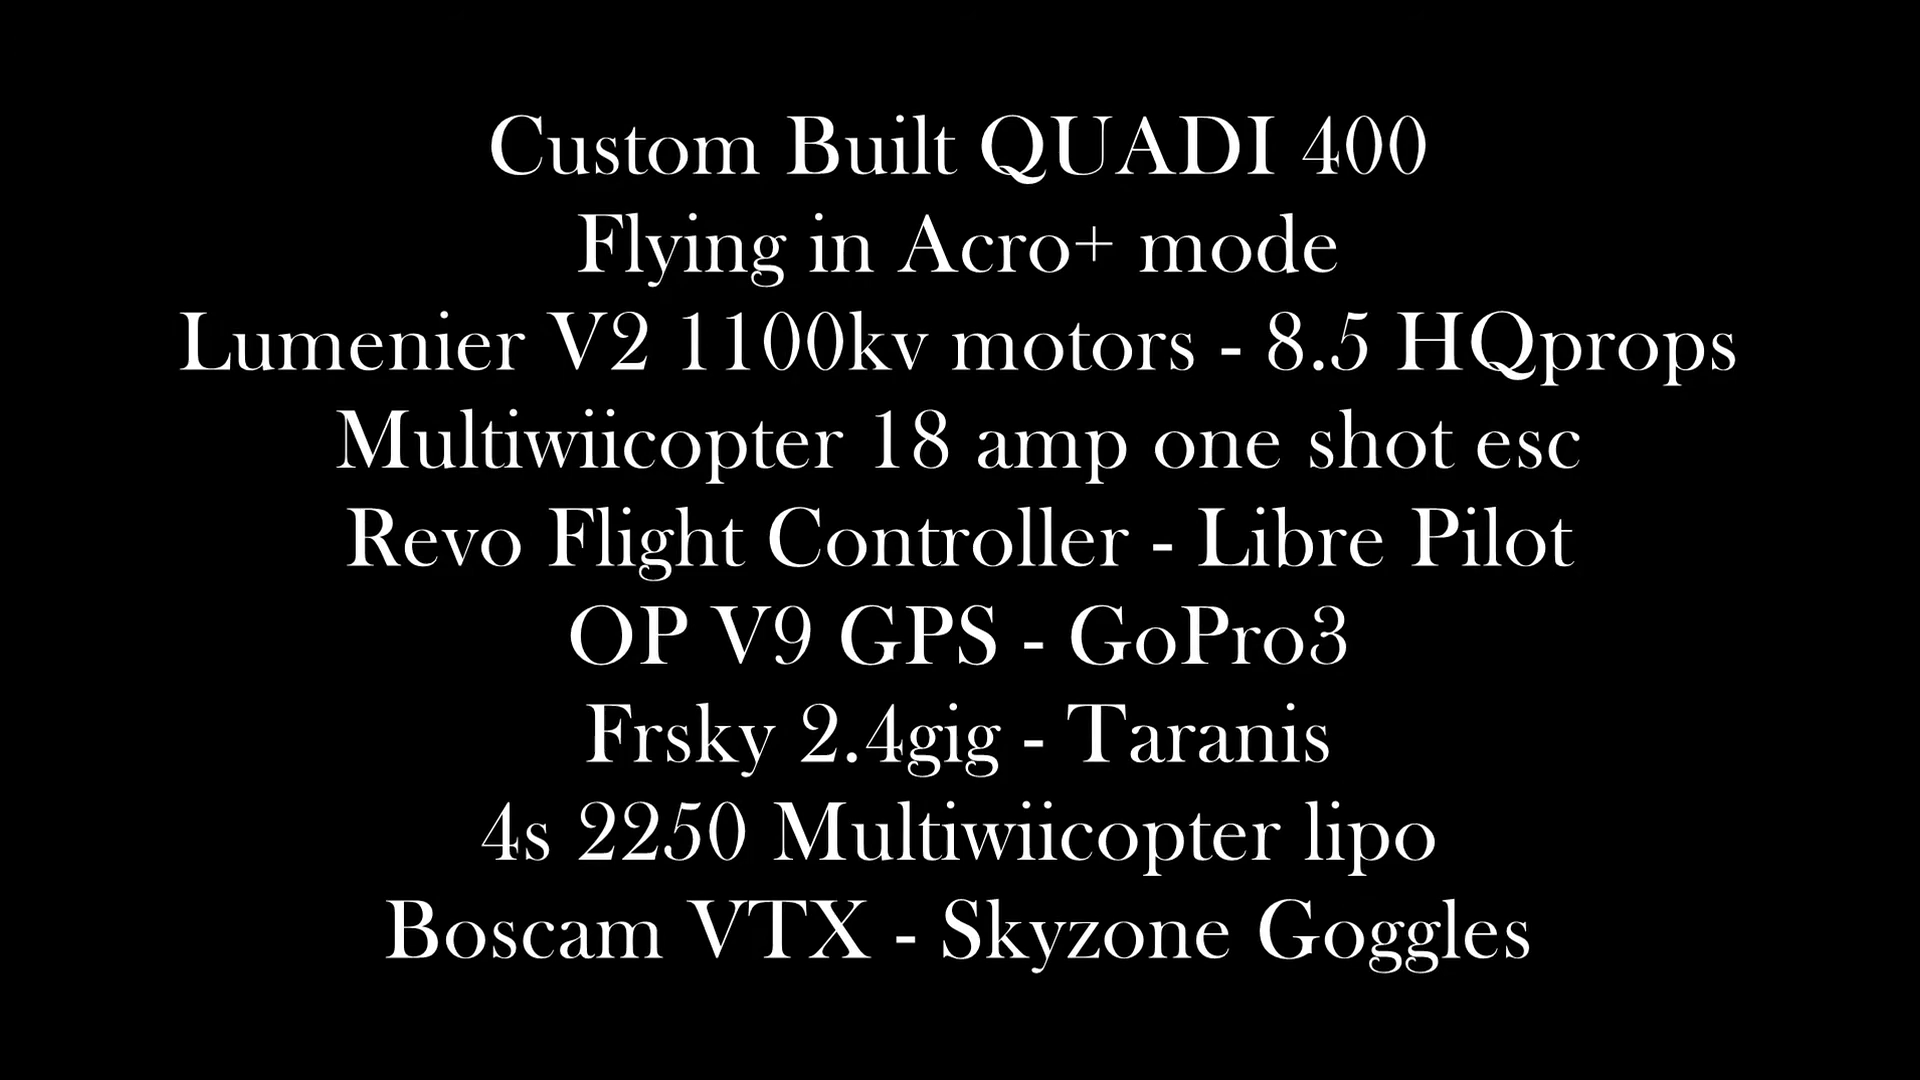 Custom Built QUADI 400
Flying in Acro+ mode
Lumenier V2 1100kv motors - 8.5 HQprops
Multiwiicopter 18 amp one shot esc
Revo Flight Controller - Libre Pilot
OP V9 GPS - GoPro3
Frsky 2.4gig - Taranis
4s 2250 Multiwiicopter lipo
Boscam VTX - Skyzone Goggles